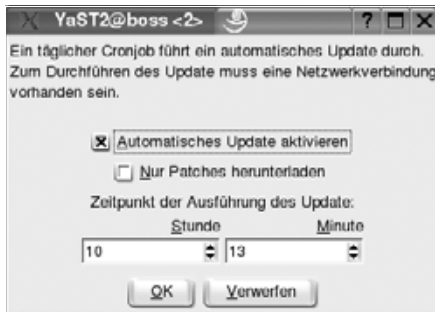 YaST2@boss <2>
Ein täglicher Cronjob führt ein automatisches Update durch.
Zum Durchführen des Update muss eine Netzwerkverbindung
vorhanden sein.
Automatisches Update aktivieren
Nur Patches herunterladen
Zeitpunkt der Ausführung des Update:
Stunde Minute
10 13
OK Verwerfen